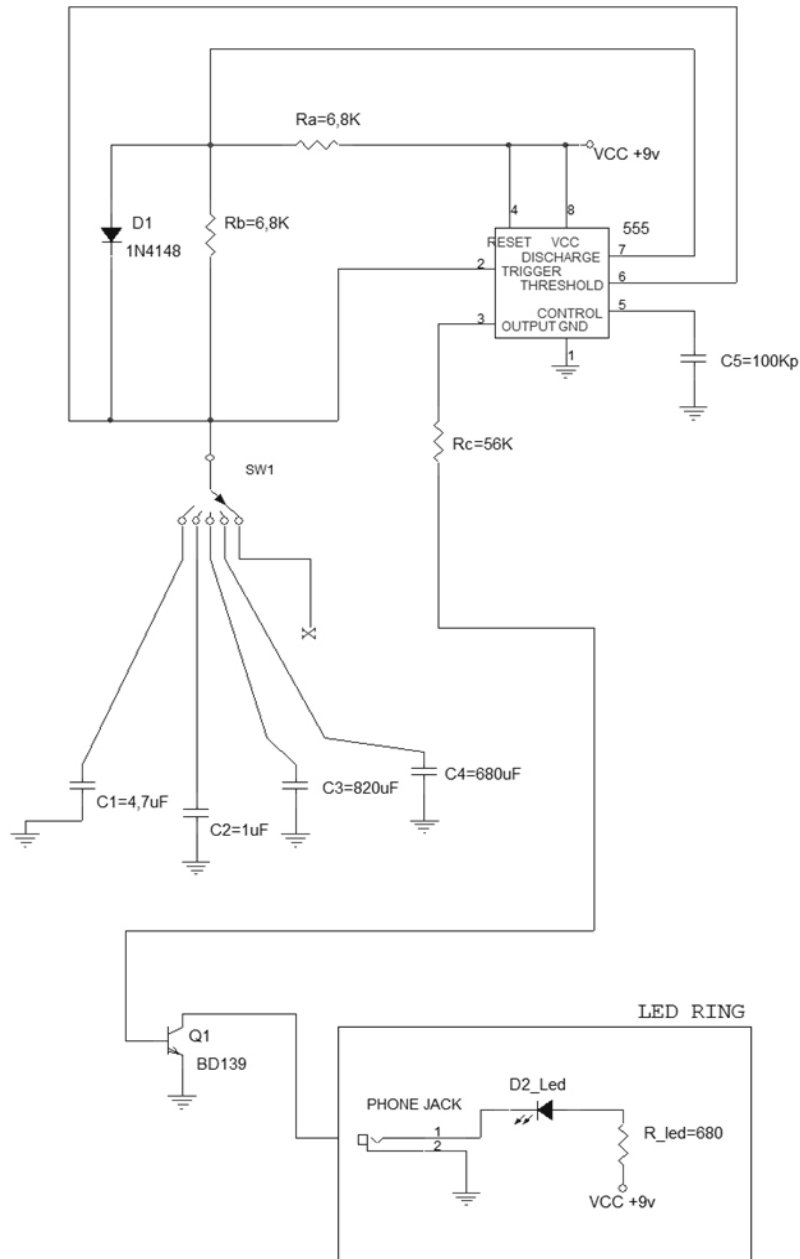 Ra=6,8K
VCC +9v
D1
1N4148
Rb=6,8K
4
8
555
RESET
VCC
DISCHARGE
7
2
TRIGGER
THRESHOLD
6
CONTROL
5
3
OUTPUT
GND
1
C5=100Kp
Rc=56K
SW1
X
C1=4,7uF
C2=1uF
C3=820uF
C4=680uF
LED RING
Q1
BD139
D2_Led
PHONE JACK
1
2
R_led=680
VCC +9v